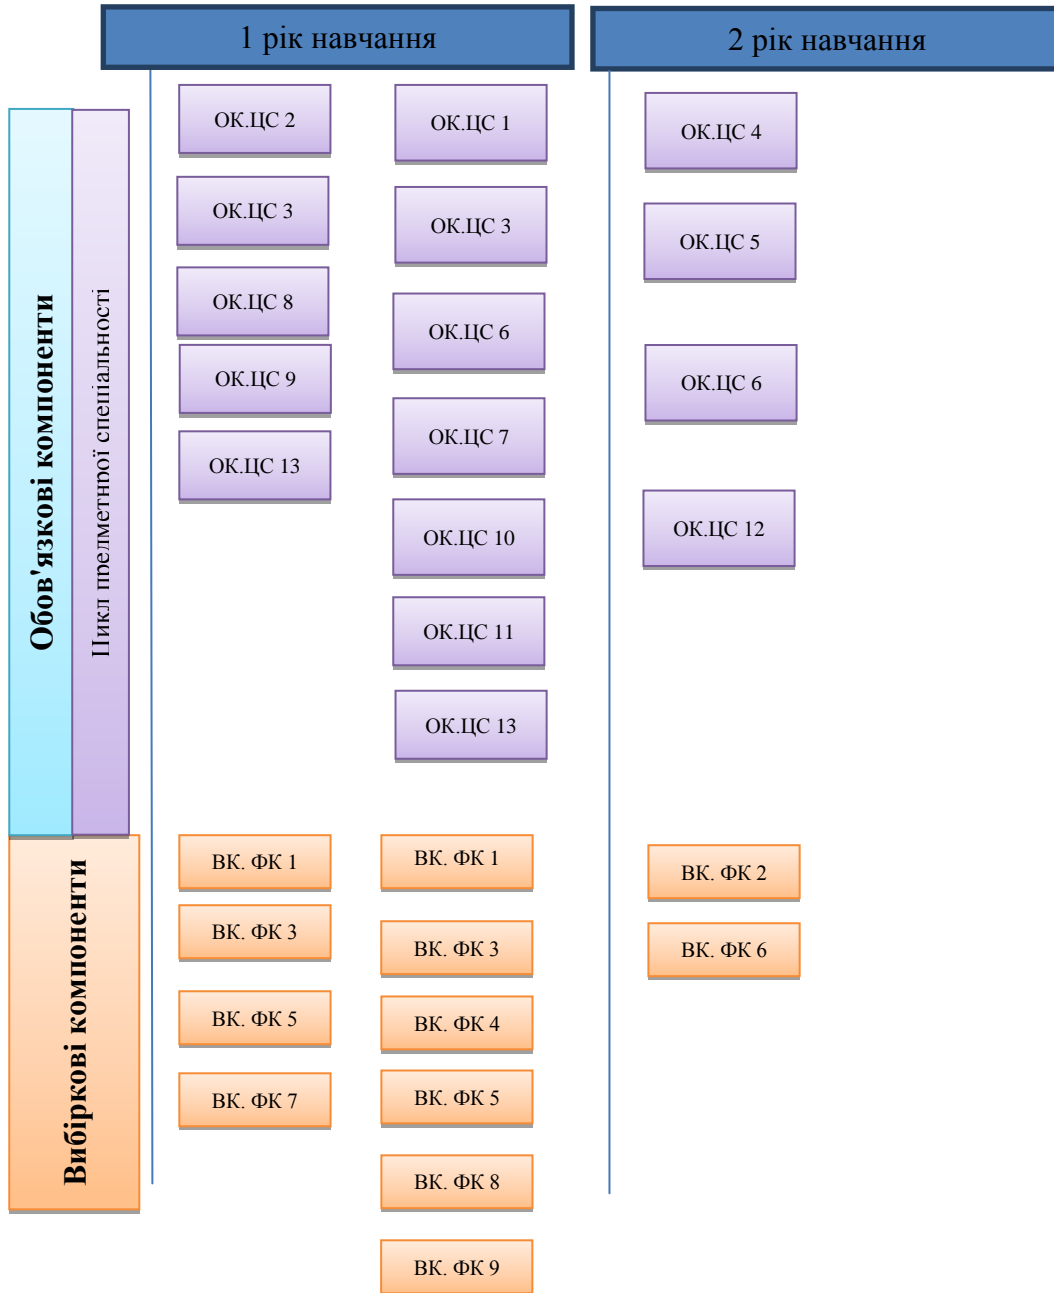 1 рік навчання
2 рік навчання
Обов'язкові компоненти
Цикл предметної спеціальності
ОК.ЦС 2
ОК.ЦС 3
ОК.ЦС 8
ОК.ЦС 9
ОК.ЦС 13
ОК.ЦС 1
ОК.ЦС 3
ОК.ЦС 6
ОК.ЦС 7
ОК.ЦС 10
ОК.ЦС 11
ОК.ЦС 13
ОК.ЦС 4
ОК.ЦС 5
ОК.ЦС 6
ОК.ЦС 12
Вибіркові компоненти
ВК. ФК 1
ВК. ФК 3
ВК. ФК 5
ВК. ФК 7
ВК. ФК 1
ВК. ФК 3
ВК. ФК 4
ВК. ФК 5
ВК. ФК 8
ВК. ФК 9
ВК. ФК 2
ВК. ФК 6